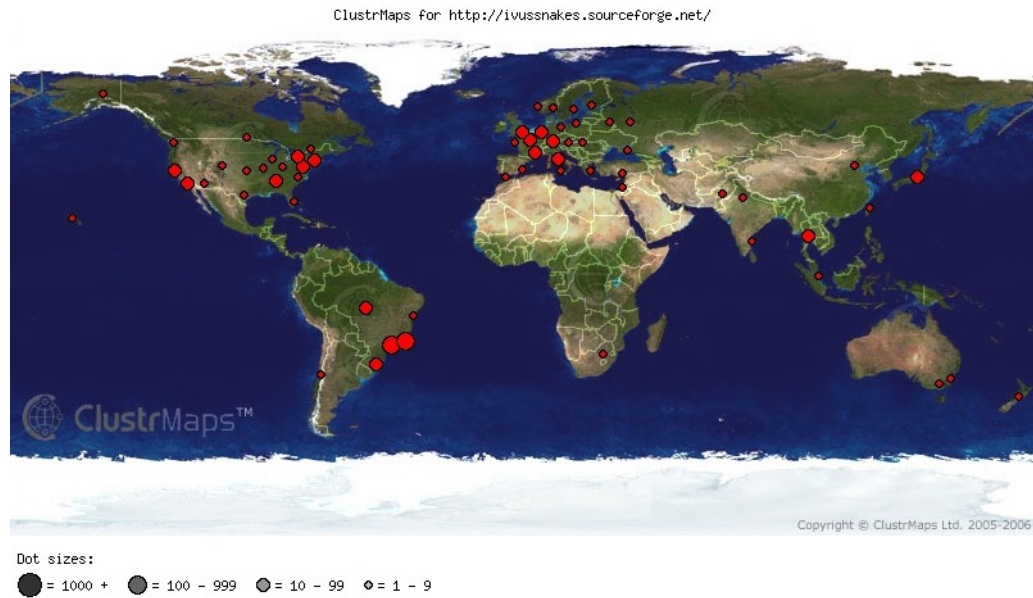 ClustrMaps for http://ivussnakes.sourceforge.net/
ClustrMaps™
Copyright © ClustrMaps Ltd. 2005-2006
Dot sizes:
= 1000 + = 100 - 999 = 10 - 99 = 1 - 9